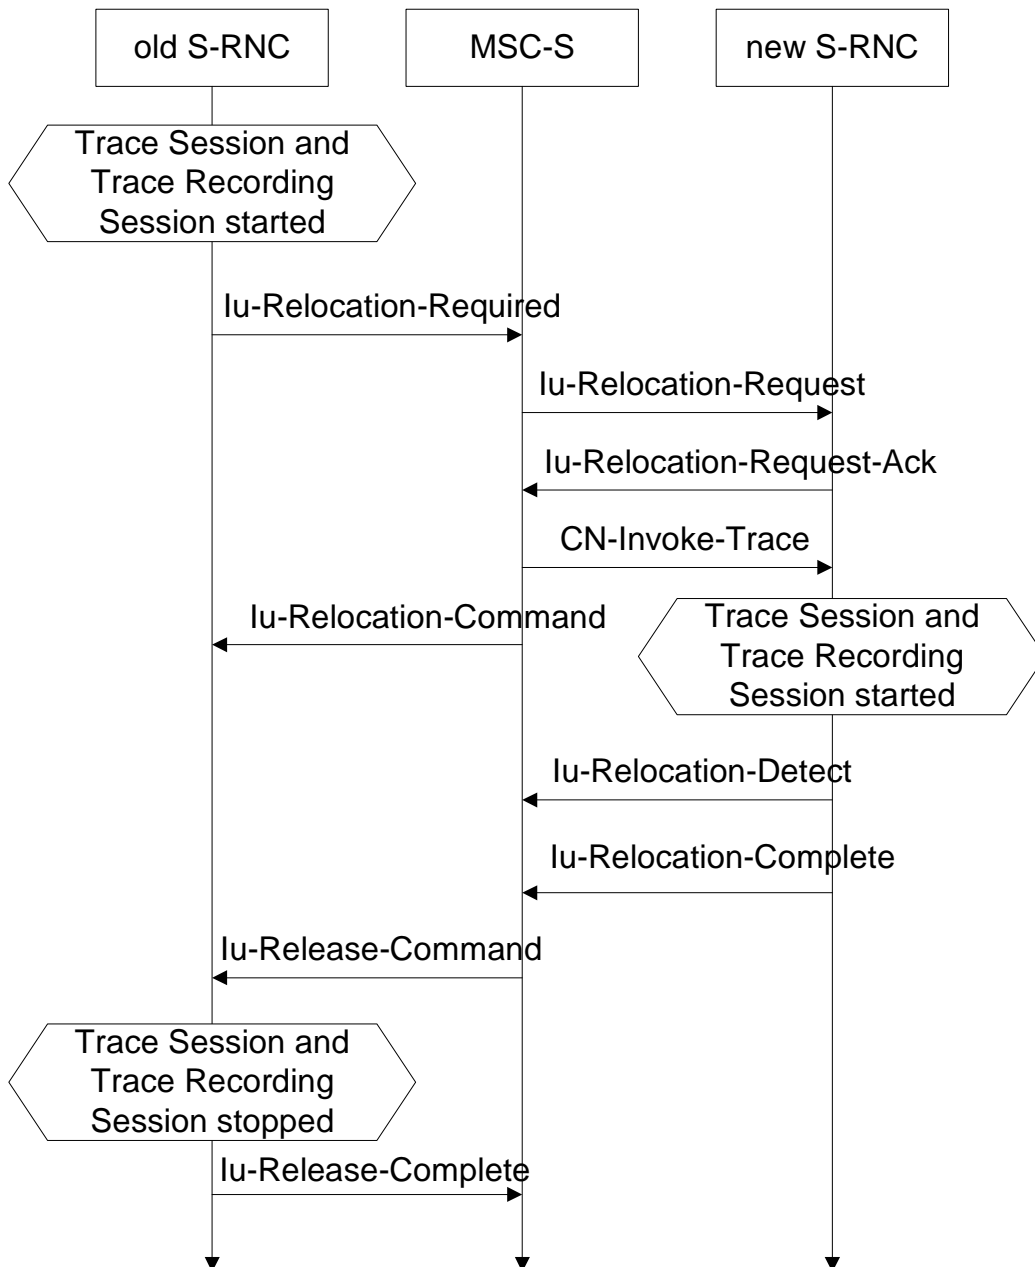 old S-RNC
MSC-S
new S-RNC
Trace Session and
Trace Recording
Session started
Iu-Relocation-Required
Iu-Relocation-Request
Iu-Relocation-Request-Ack
CN-Invoke-Trace
Iu-Relocation-Command
Trace Session and
Trace Recording
Session started
Iu-Relocation-Detect
Iu-Relocation-Complete
Iu-Release-Command
Trace Session and
Trace Recording
Session stopped
Iu-Release-Complete